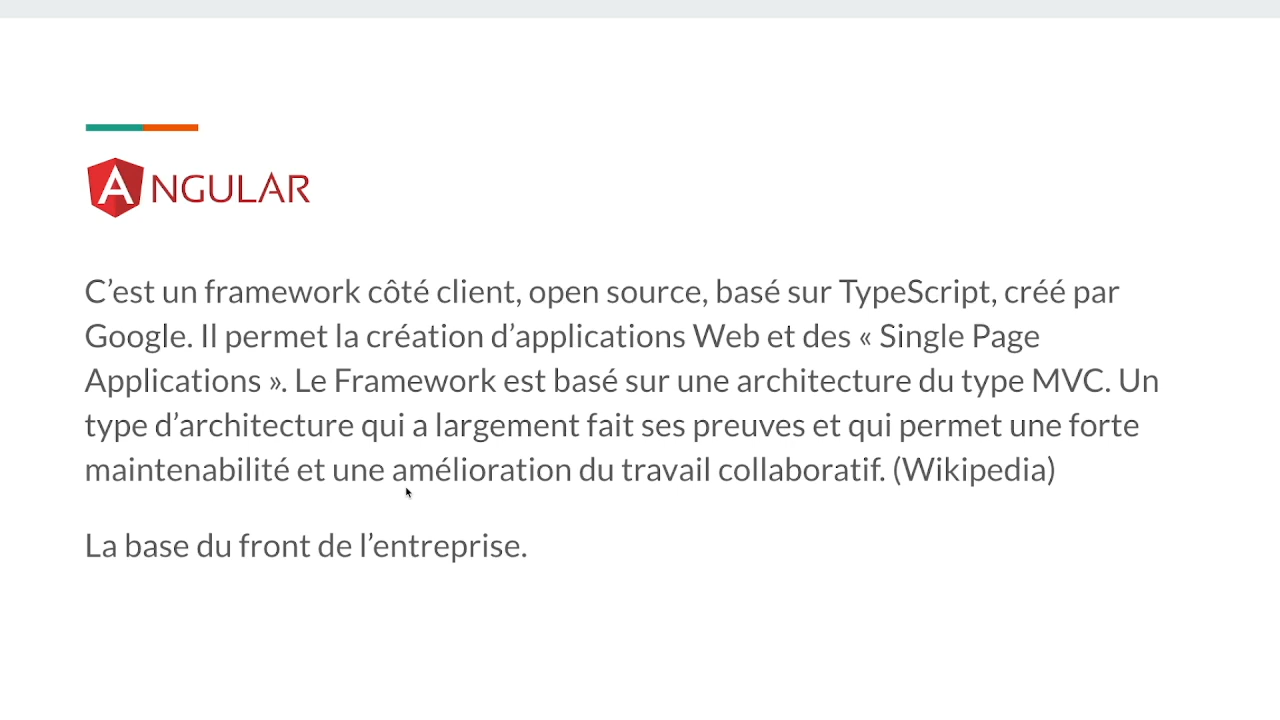 ANGULAR
C’est un framework côté client, open source, basé sur TypeScript, créé par
Google. Il permet la création d’applications Web et des « Single Page
Applications ». Le Framework est basé sur une architecture du type MVC. Un
type d’architecture qui a largement fait ses preuves et qui permet une forte
maintenabilité et une amélioration du travail collaboratif. (Wikipedia)
La base du front de l’entreprise.